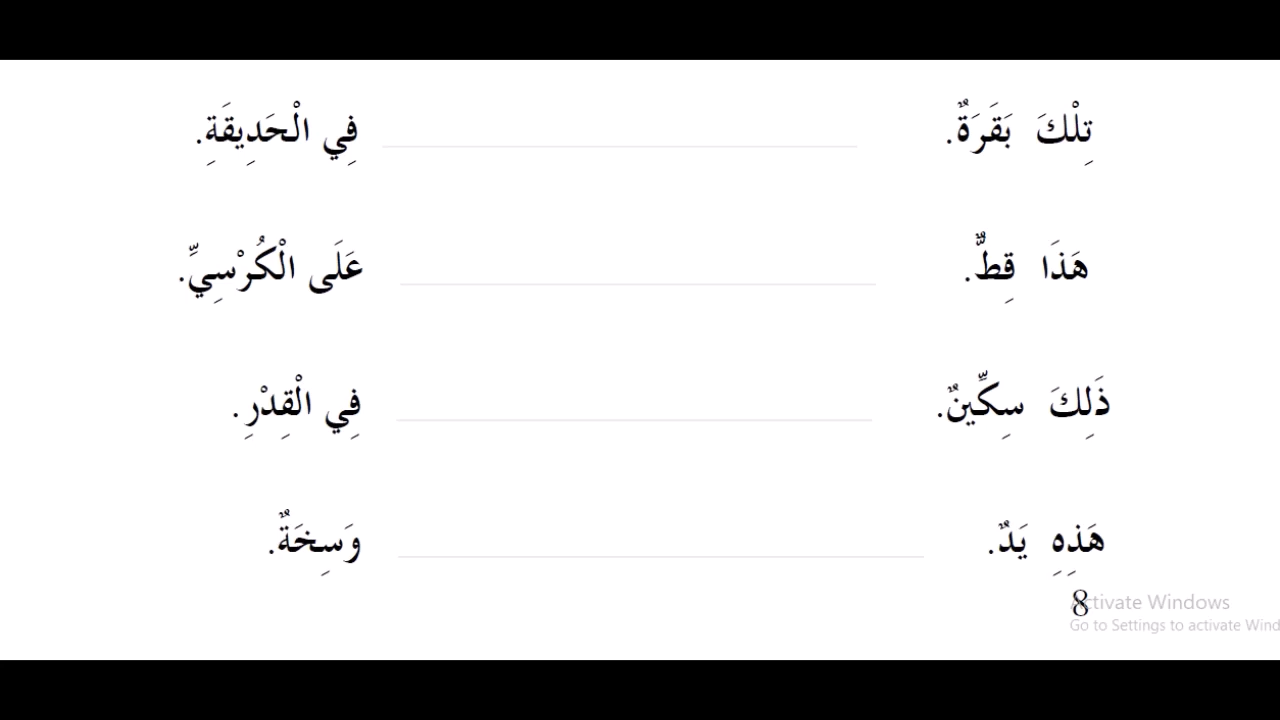 تِلْكَ بَقَرَةٌ. فِي الْحَدِيقَةِ.
هَذَا قِطٌّ. عَلَى الْكُرْسِيِّ.
ذَلِكَ سِكِّينٌ. فِي الْقِدْرِ.
هَذِهِ يَدٌ. وَسِخَةٌ.
8
Activate Windows
Go to Settings to activate Wind